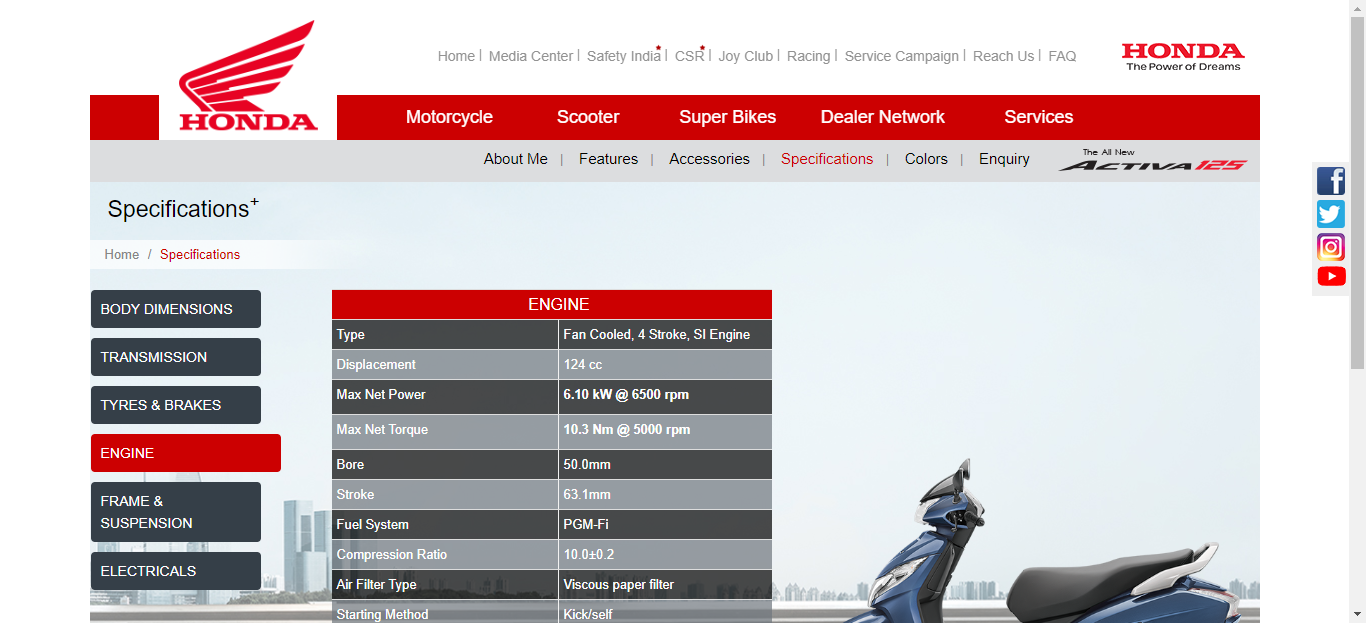 Home | Media Center | Safety India* | CSR* | Joy Club | Racing | Service Campaign | Reach Us | FAQ
HONDA
The Power of Dreams
HONDA
Motorcycle Scooter Super Bikes Dealer Network Services
About Me | Features | Accessories | Specifications | Colors | Enquiry
The All New
ACTIVA 125
Specifications+
Home / Specifications
BODY DIMENSIONS
TRANSMISSION
TYRES & BRAKES
ENGINE
FRAME &
SUSPENSION
ELECTRICALS
ENGINE
Type Fan Cooled, 4 Stroke, SI Engine
Displacement 124 cc
Max Net Power 6.10 kW @ 6500 rpm
Max Net Torque 10.3 Nm @ 5000 rpm
Bore 50.0mm
Stroke 63.1mm
Fuel System PGM-Fi
Compression Ratio 10.0±0.2
Air Filter Type Viscous paper filter
Starting Method Kick/self